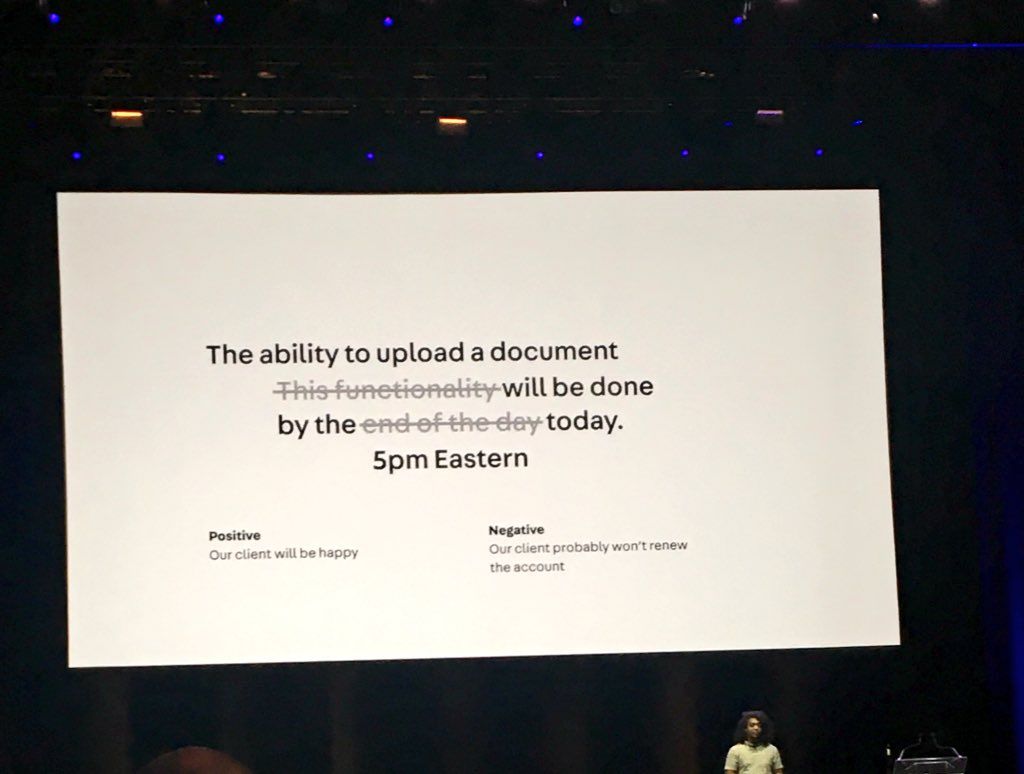 The ability to upload a document
This functionality will be done
by the end of the day today.
5pm Eastern
Positive
Our client will be happy
Negative
Our client probably won't renew
the account